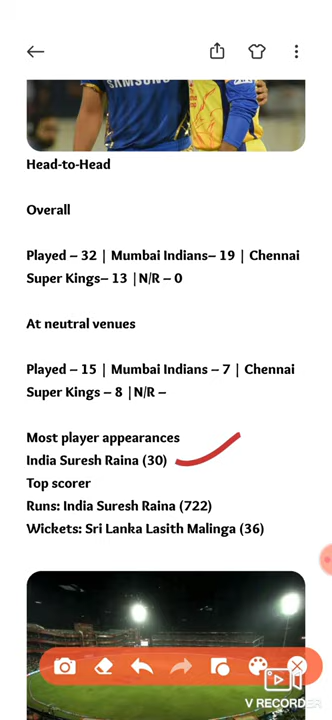 SAMSUNG
Head-to-Head
Overall
Played – 32 | Mumbai Indians– 19 | Chennai
Super Kings– 13 |N/R – 0
At neutral venues
Played – 15 | Mumbai Indians – 7 | Chennai
Super Kings – 8 |N/R –
Most player appearances
India Suresh Raina (30)
Top scorer
Runs: India Suresh Raina (722)
Wickets: Sri Lanka Lasith Malinga (36)
V RECORDER